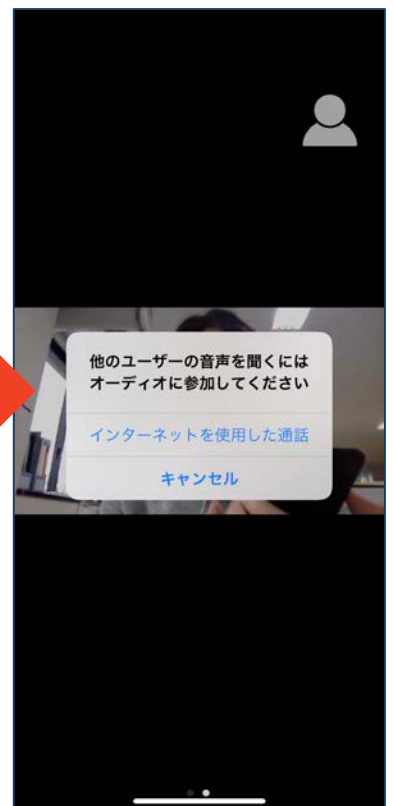 他のユーザーの音声を聞くには
オーディオに参加してください
インターネットを使用した通話
キャンセル